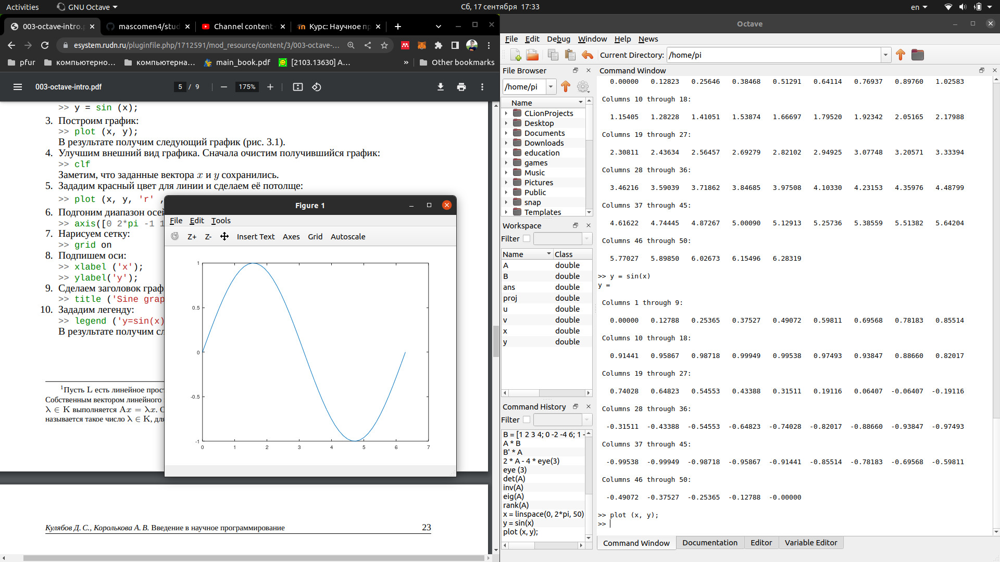 Activities
GNU Octave
Сб, 17 сентября 17:33
en
003-octave-intro.p
mascomen4/stud
Channel content
Курс: Научное пр
esystem.rudn.ru/pluginfile.php/1712591/mod_resource/content/3/003-octave-...
pfur
компьютерно...
компьютерна...
main_book.pdf
[2103.13630] A...
»
Other bookmarks
003-octave-intro.pdf
5 / 9
175%
>> y = sin (x);
3. Построим график:
>> plot (x, y);
В результате получим следующий график (рис. 3.1).
4. Улучшим внешний вид графика. Сначала очистим получившийся график:
>> clf
Заметим, что заданные вектора x и y сохранились.
5. Зададим красный цвет для линии и сделаем её потолще:
>> plot (x, y, 'r' ,
6. Подгоним диапазон осей
>> axis([0 2*pi -1 1
7. Нарисуем сетку:
>> grid on
8. Подпишем оси:
>> xlabel ('x');
>> ylabel('y');
9. Сделаем заголовок граф
>> title ('Sine grap
10. Зададим легенду:
>> legend ('y=sin(x)
В результате получим сл
1Пусть L есть линейное прост
Собственным вектором линейного
λ ∈ K выполняется Ax = λx. С
называется такое число λ ∈ K, для
Кулябов Д. С., Королькова А. В. Введение в научное программирование 23
Figure 1
File Edit Tools
Z+ Z- Insert Text Axes Grid Autoscale
1
0.5
0
-0.5
-1
0 1 2 3 4 5 6 7
Octave
File Edit Debug Window Help News
Current Directory: /home/pi
File Browser
/home/pi
Name
CLionProjects
Desktop
Documents
Downloads
education
games
Music
Pictures
Public
snap
Templates
Workspace
Filter
Name Class
A double
B double
ans double
proj double
u double
v double
x double
y double
Command History
Filter
B = [1 2 3 4; 0 -2 -4 6; 1 -
A * B
B' * A
2 * A - 4 * eye(3)
eye (3)
det(A)
inv(A)
eig(A)
rank(A)
x = linspace(0, 2*pi, 50)
y = sin(x)
plot (x, y);
Command Window
0.00000 0.12823 0.25646 0.38468 0.51291 0.64114 0.76937 0.89760 1.02583
Columns 10 through 18:
1.15405 1.28228 1.41051 1.53874 1.66697 1.79520 1.92342 2.05165 2.17988
Columns 19 through 27:
2.30811 2.43634 2.56457 2.69279 2.82102 2.94925 3.07748 3.20571 3.33394
Columns 28 through 36:
3.46216 3.59039 3.71862 3.84685 3.97508 4.10330 4.23153 4.35976 4.48799
Columns 37 through 45:
4.61622 4.74445 4.87267 5.00090 5.12913 5.25736 5.38559 5.51382 5.64204
Columns 46 through 50:
5.77027 5.89850 6.02673 6.15496 6.28319
>> y = sin(x)
y =
Columns 1 through 9:
0.00000 0.12788 0.25365 0.37527 0.49072 0.59811 0.69568 0.78183 0.85514
Columns 10 through 18:
0.91441 0.95867 0.98718 0.99949 0.99538 0.97493 0.93847 0.88660 0.82017
Columns 19 through 27:
0.74028 0.64823 0.54553 0.43388 0.31511 0.19116 0.06407 -0.06407 -0.19116
Columns 28 through 36:
-0.31511 -0.43388 -0.54553 -0.64823 -0.74028 -0.82017 -0.88660 -0.93847 -0.97493
Columns 37 through 45:
-0.99538 -0.99949 -0.98718 -0.95867 -0.91441 -0.85514 -0.78183 -0.69568 -0.59811
Columns 46 through 50:
-0.49072 -0.37527 -0.25365 -0.12788 -0.00000
>> plot (x, y);
>>
Command Window Documentation Editor Variable Editor